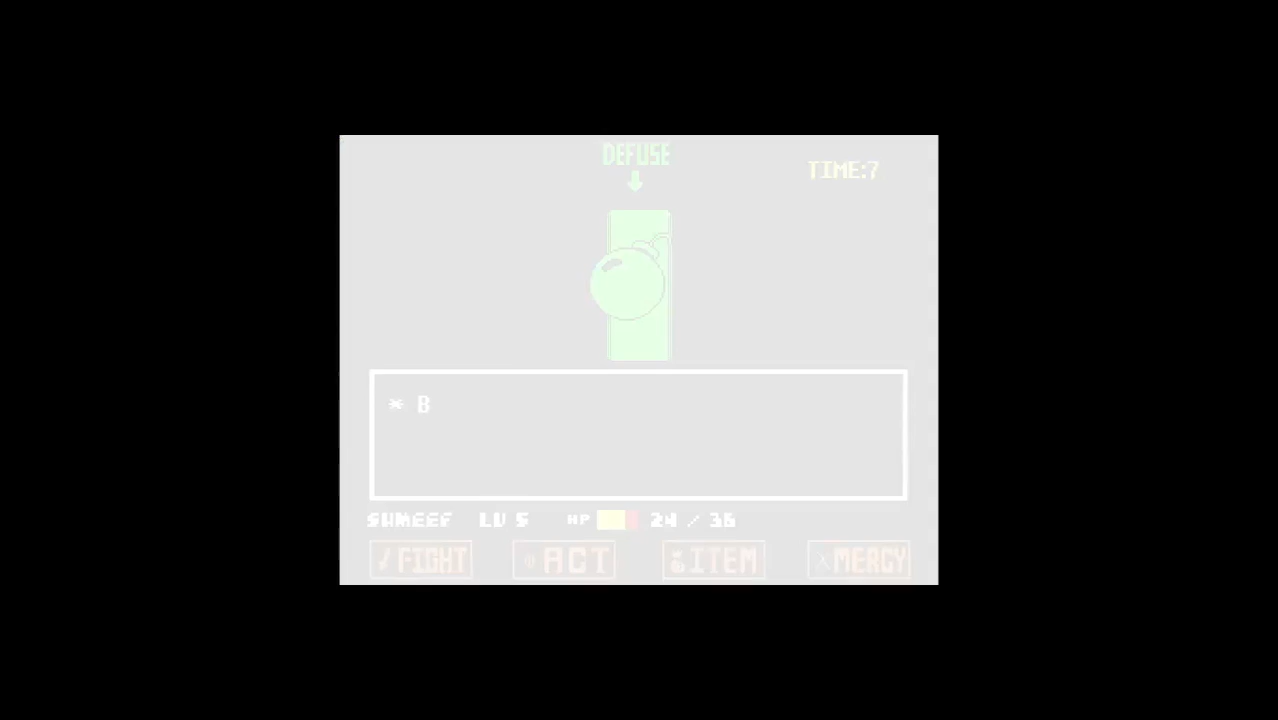 DEFUSE
TIME:7
* B
SHMEEF LV 5 HP 24 / 36
FIGHT ACT ITEM MERCY